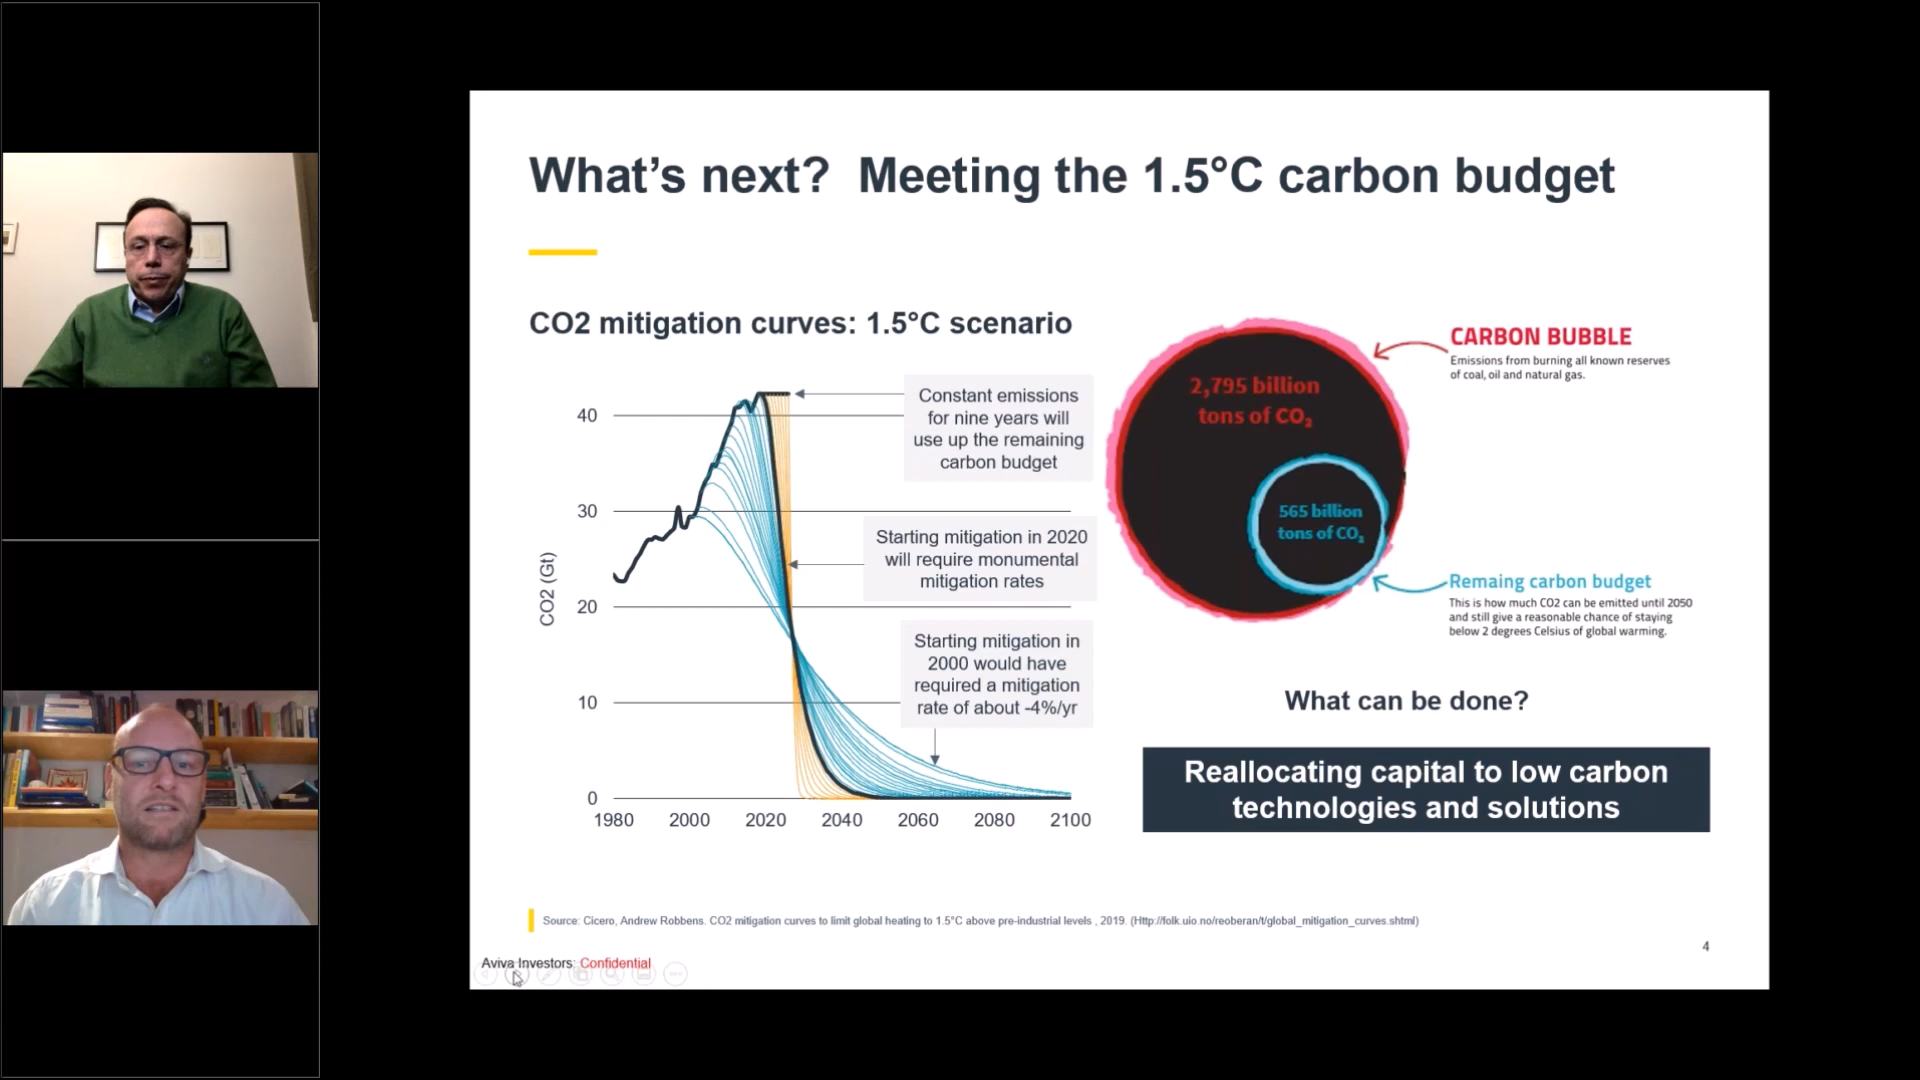 What's next?  Meeting the 1.5°C carbon budget
CO2 mitigation curves: 1.5°C scenario
CO2 (Gt)
40
30
20
10
0
1980 2000 2020 2040 2060 2080 2100
Constant emissions
for nine years will
use up the remaining
carbon budget
Starting mitigation in 2020
will require monumental
mitigation rates
Starting mitigation in
2000 would have
required a mitigation
rate of about -4%/yr
2,795 billion
tons of CO₂
565 billion
tons of CO₂
CARBON BUBBLE
Emissions from burning all known reserves
of coal, oil and natural gas.
Remaing carbon budget
This is how much CO2 can be emitted until 2050
and still give a reasonable chance of staying
below 2 degrees Celsius of global warming.
What can be done?
Reallocating capital to low carbon
technologies and solutions
Source: Cicero, Andrew Robbens. CO2 mitigation curves to limit global heating to 1.5°C above pre-industrial levels , 2019. (Http://folk.uio.no/reoberan/t/global_mitigation_curves.shtml)
4
Aviva Investors: Confidential